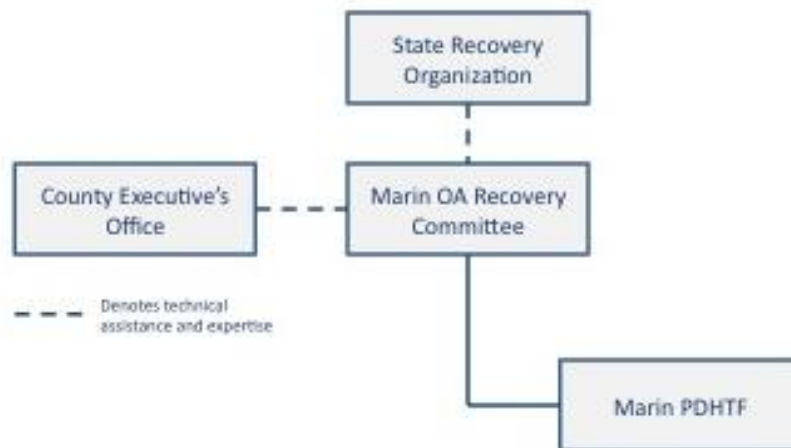 State Recovery
Organization
County Executive's
Office
Marin OA Recovery
Committee
Denotes technical
assistance and expertise
Marin PDHTF